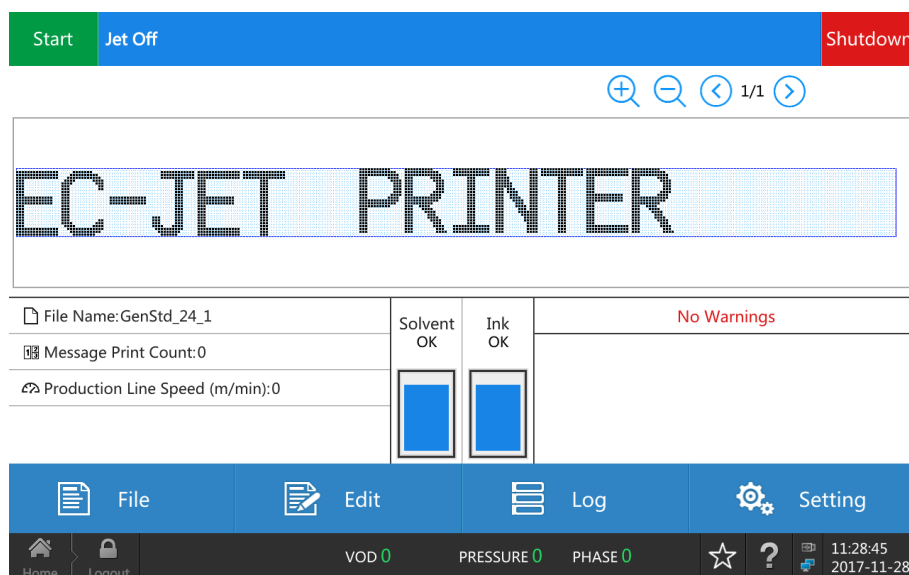 Start Jet Off Shutdown
1/1
EC-JET PRINTER
File Name:GenStd_24_1
Message Print Count:0
Production Line Speed (m/min):0
Solvent
OK
Ink
OK
No Warnings
File Edit Log Setting
Home Logout VOD 0 PRESSURE 0 PHASE 0 ? 11:28:45
2017-11-28